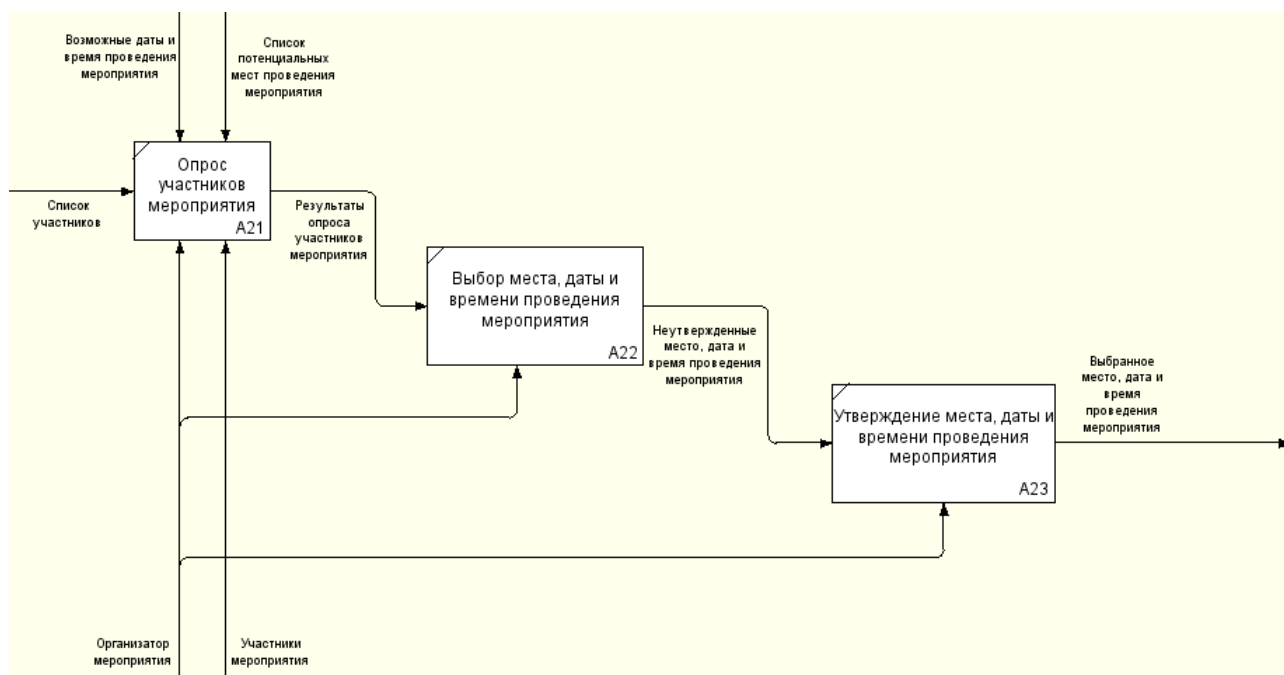 Возможные даты и
время проведения
мероприятия
Список
потенциальных
мест проведения
мероприятия
Опрос
участников
мероприятия
A21
Список
участников
Результаты
опроса
участников
мероприятия
Выбор места, даты и
времени проведения
мероприятия
A22
Неутвержденные
место, дата и
время проведения
мероприятия
Утверждение места, даты и
времени проведения
мероприятия
A23
Выбранное
место, дата и
время
проведения
мероприятия
Организатор
мероприятия
Участники
мероприятия